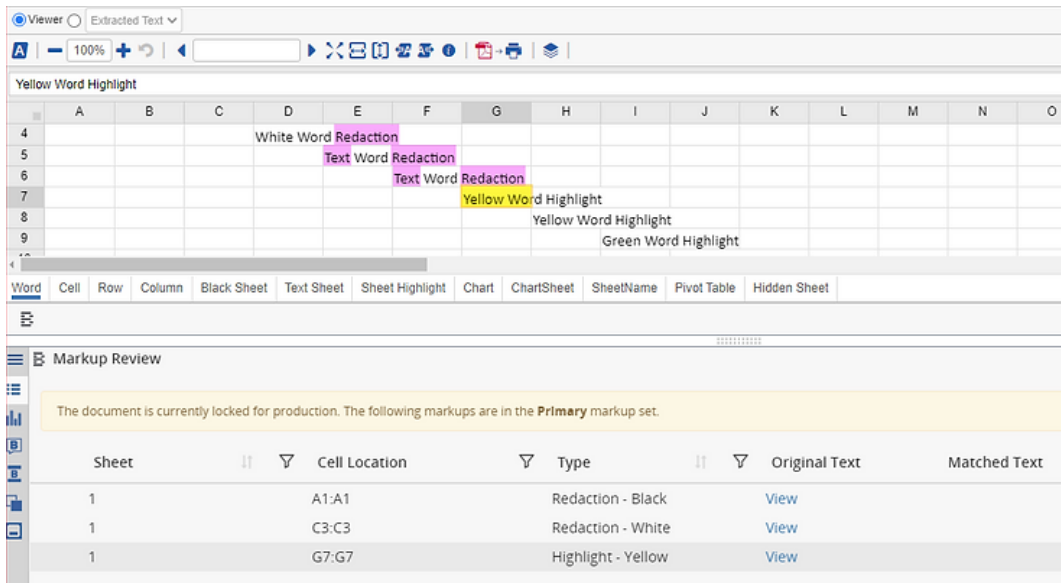 Viewer Extracted Text
A 100%
Yellow Word Highlight
A B C D E F G H I J K L M N O
4 White Word Redaction
5 Text Word Redaction
6 Text Word Redaction
7 Yellow Word Highlight
8 Yellow Word Highlight
9 Green Word Highlight
Word Cell Row Column Black Sheet Text Sheet Sheet Highlight Chart ChartSheet SheetName Pivot Table Hidden Sheet
Markup Review
The document is currently locked for production. The following markups are in the Primary markup set.
Sheet Cell Location Type Original Text Matched Text
1 A1:A1 Redaction - Black View
1 C3:C3 Redaction - White View
1 G7:G7 Highlight - Yellow View